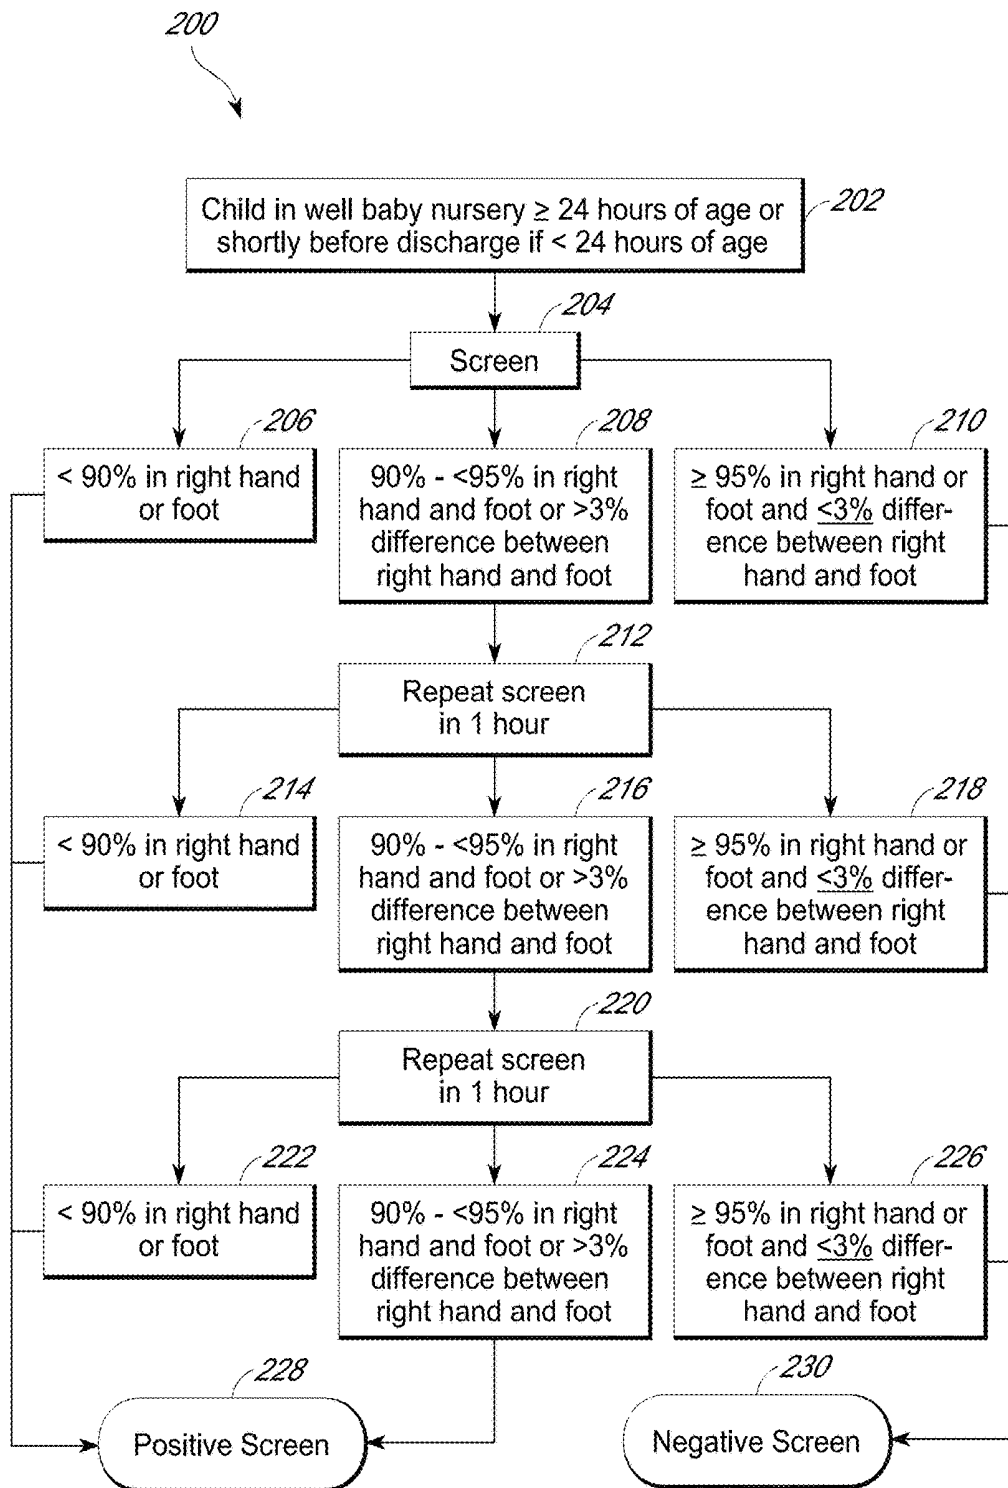 200
202
Child in well baby nursery ≥ 24 hours of age or
shortly before discharge if < 24 hours of age
204
Screen
206
< 90% in right hand
or foot
208
90% - <95% in right
hand and foot or >3%
difference between
right hand and foot
210
≥ 95% in right hand or
foot and <3% differ-
ence between right
hand and foot
212
Repeat screen
in 1 hour
214
< 90% in right hand
or foot
216
90% - <95% in right
hand and foot or >3%
difference between
right hand and foot
218
≥ 95% in right hand or
foot and <3% differ-
ence between right
hand and foot
220
Repeat screen
in 1 hour
222
< 90% in right hand
or foot
224
90% - <95% in right
hand and foot or >3%
difference between
right hand and foot
226
≥ 95% in right hand or
foot and <3% differ-
ence between right
hand and foot
228
Positive Screen
230
Negative Screen